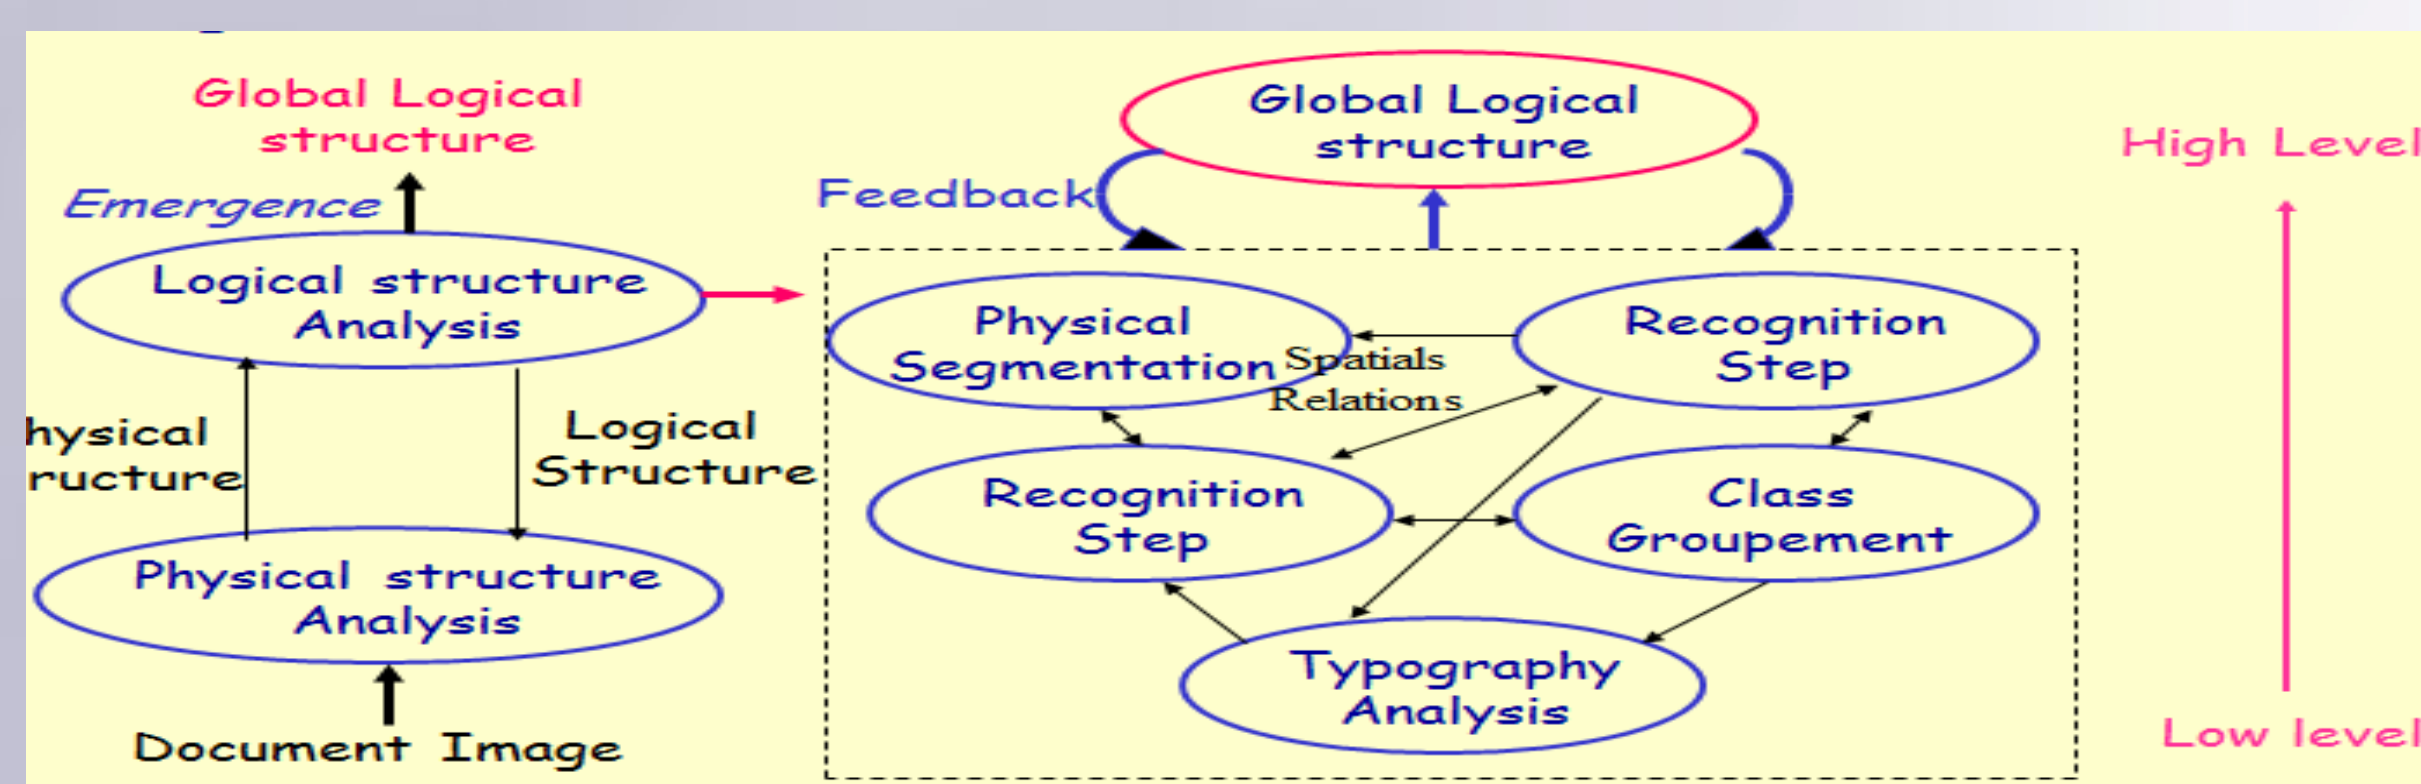 Global Logical
structure
Emergence
Logical structure
Analysis
hysical
ructure
Logical
Structure
Physical structure
Analysis
Document Image
Global Logical
structure
Feedback
Physical
Segmentation
Spatials
Relations
Recognition
Step
Recognition
Step
Class
Groupement
Typography
Analysis
High Level
Low level